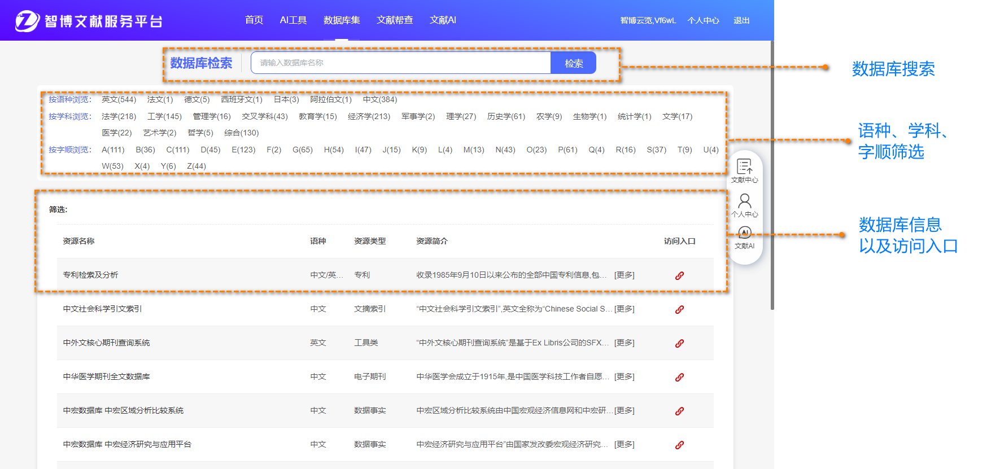 智博文献服务平台
首页 AI工具 数据库集 文献帮查 文献AI
智博云览,Vf6wL 个人中心 退出
数据库检索 请输入数据库名称 检索
数据库搜索
按语种浏览: 英文(544) 法文(1) 德文(5) 西班牙文(1) 日本(3) 阿拉伯文(1) 中文(384)
按学科浏览: 法学(218) 工学(145) 管理学(16) 交叉学科(43) 教育学(15) 经济学(213) 军事学(2) 理学(27) 历史学(61) 农学(9) 生物学(1) 统计学(1) 文学(17)
医学(22) 艺术学(2) 哲学(5) 综合(130)
按字顺浏览: A(111) B(36) C(111) D(45) E(123) F(2) G(65) H(54) I(47) J(15) K(9) L(4) M(13) N(43) O(23) P(61) Q(4) R(16) S(37) T(9) U(4)
W(53) X(4) Y(6) Z(44)
语种、学科、
字顺筛选
文献中心
个人中心
AI
文献AI
筛选:
资源名称 语种 资源类型 资源简介 访问入口
数据库信息
以及访问入口
专利检索及分析 中文/英... 专利 收录1985年9月10日以来公布的全部中国专利信息,包... [更多]
中文社会科学引文索引 中文 文摘索引 “中文社会科学引文索引”,英文全称为“Chinese Social S... [更多]
中外文核心期刊查询系统 英文 工具类 “中外文核心期刊查询系统”是基于Ex Libris公司的SFX... [更多]
中华医学期刊全文数据库 中文 电子期刊 中华医学会成立于1915年,是中国医学科技工作者自愿... [更多]
中宏数据库 中宏区域分析比较系统 中文 数据事实 中宏区域分析比较系统由中国宏观经济信息网和中宏研... [更多]
中宏数据库 中宏经济研究与应用平台 中文 数据事实 中宏经济研究与应用平台”由国家发改委宏观经济研究... [更多]